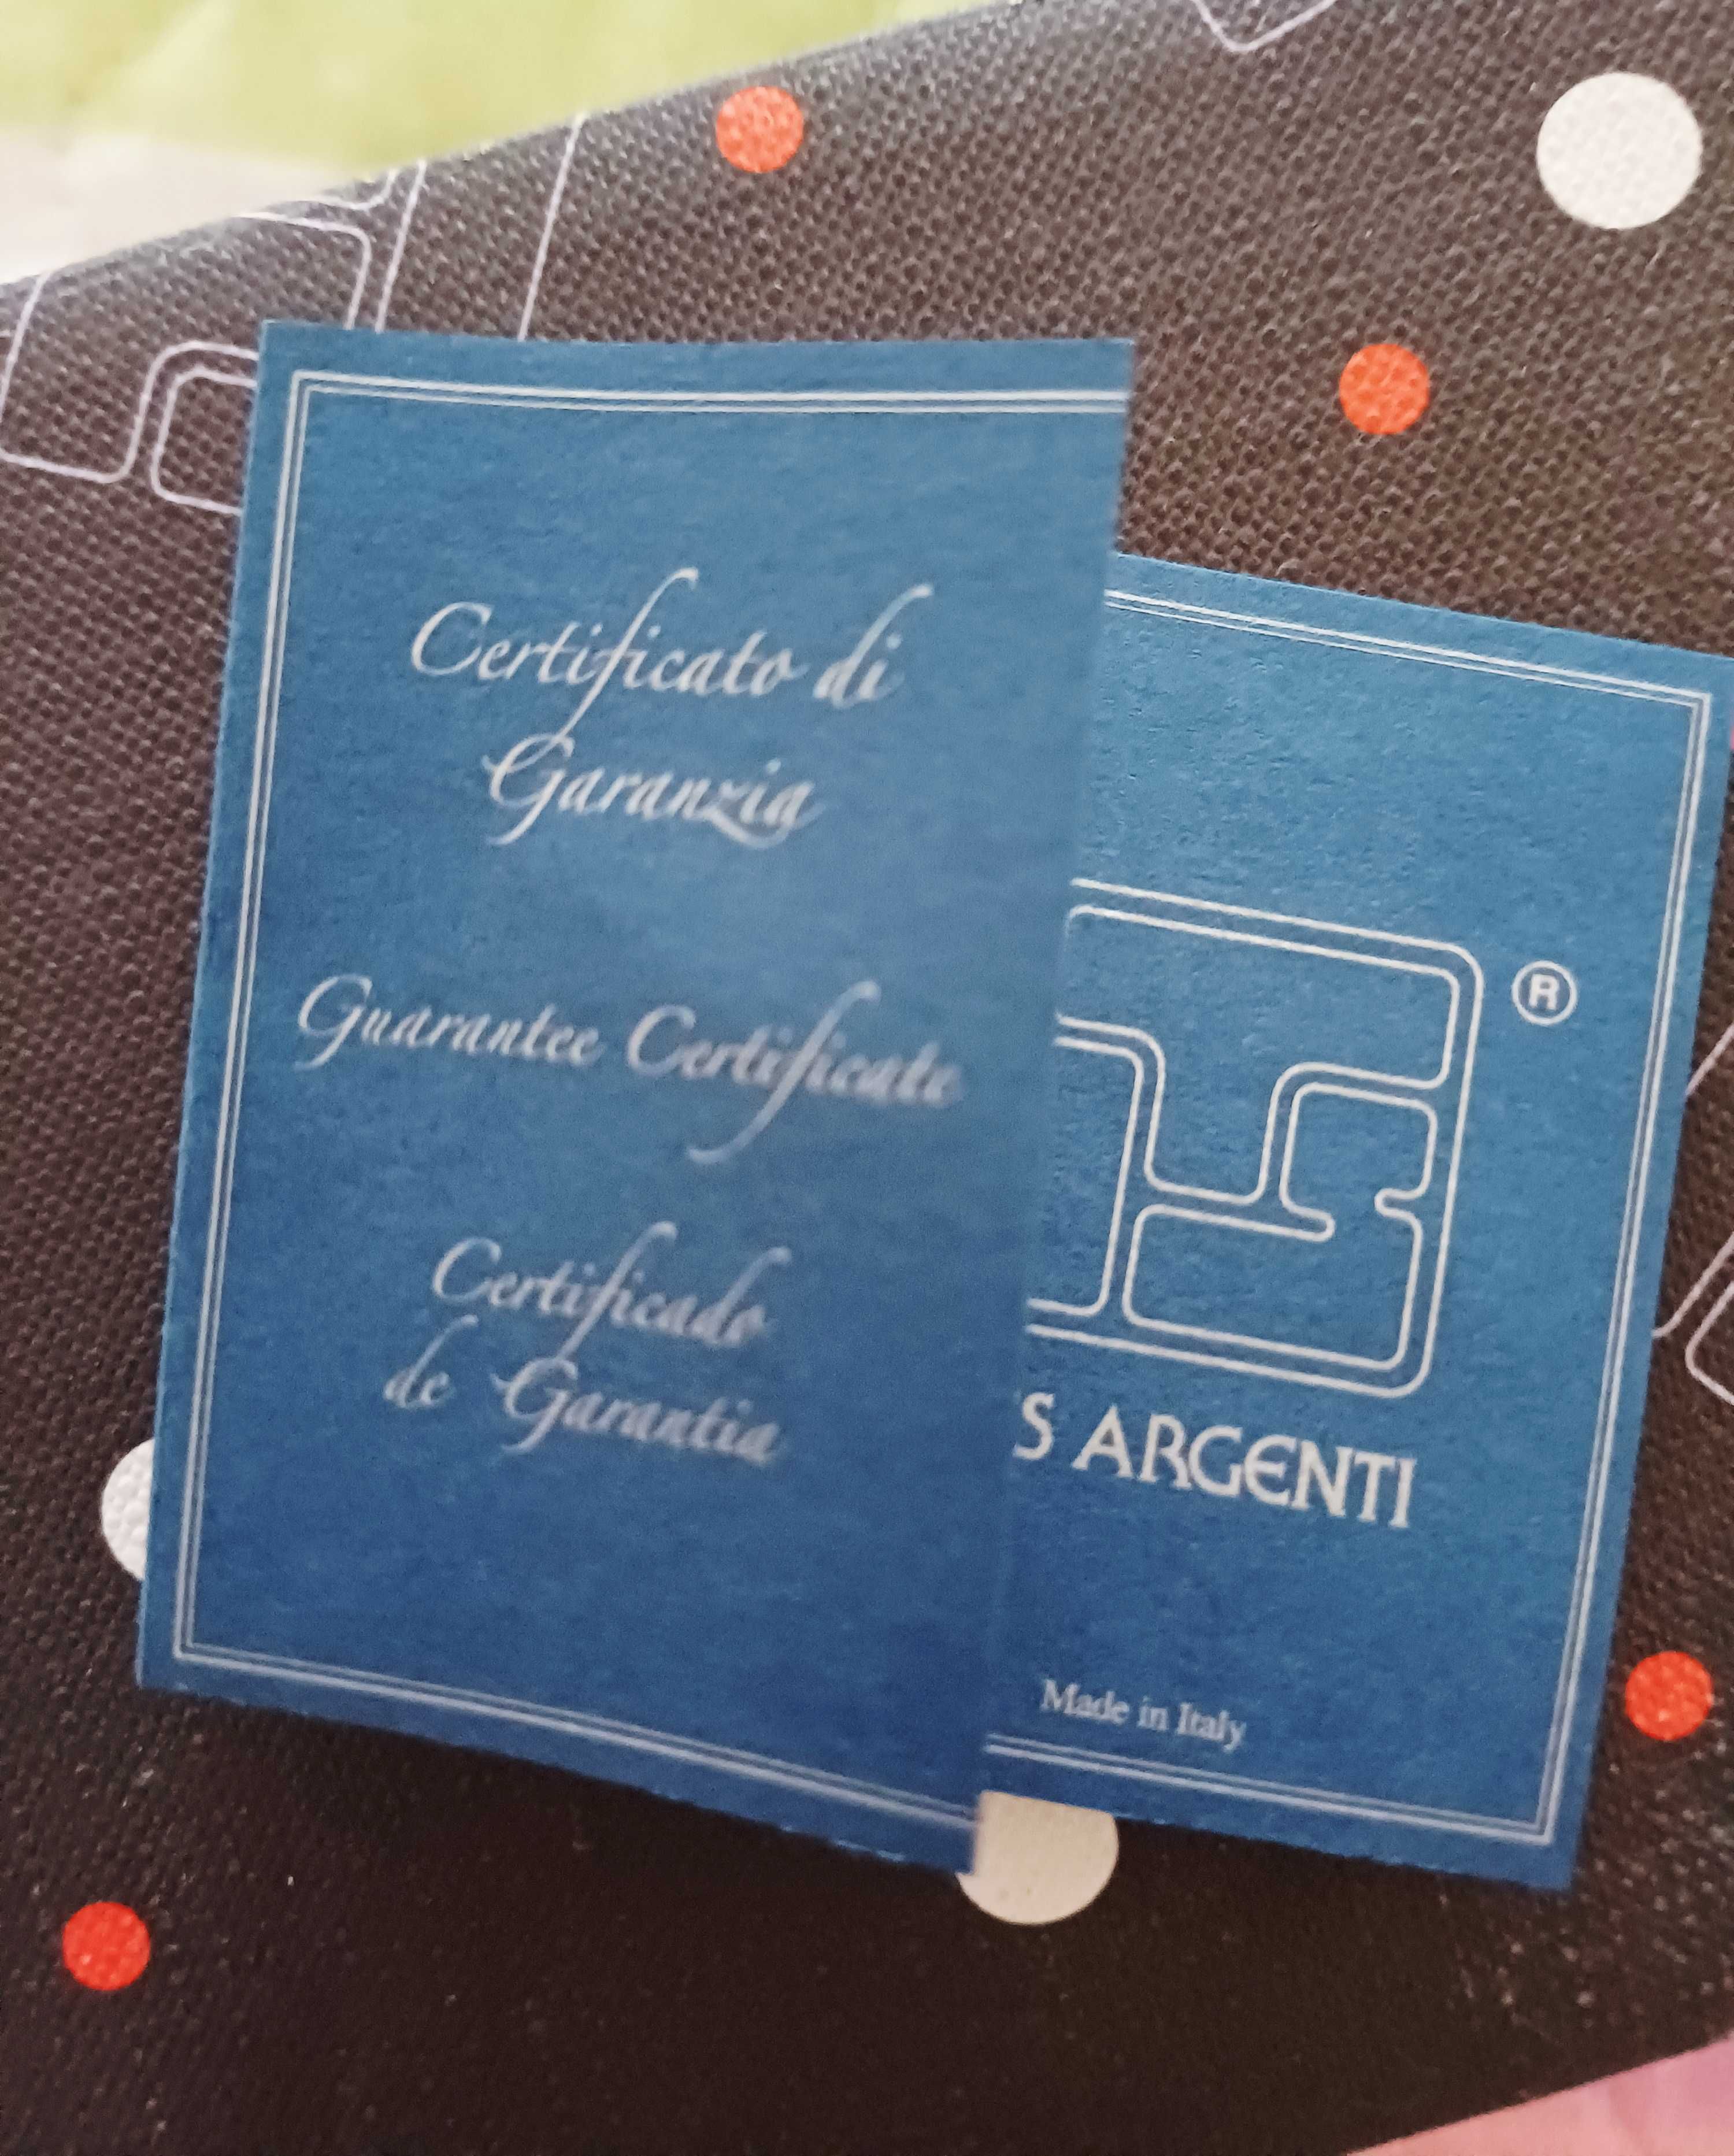 Certificato di
Garanzia
Guarantee Certificate
Certificado
de Garantia
®
S ARGENTI
Made in Italy